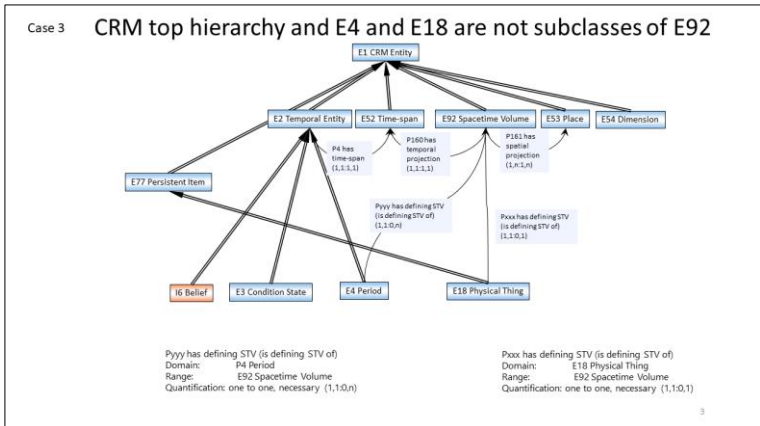 Case 3
CRM top hierarchy and E4 and E18 are not subclasses of E92
E1 CRM Entity
E2 Temporal Entity
E52 Time-span
E92 Spacetime Volume
E53 Place
E54 Dimension
P4 has
time-span
(1,1:1,1)
P160 has
temporal
projection
(1,1:1,1)
P161 has
spatial
projection
(1,n:1,n)
E77 Persistent Item
Pyyy has defining STV
(is defining STV of)
(1,1:0,n)
Pxxx has defining STV
(is defining STV of)
(1,1:0,1)
I6 Belief
E3 Condition State
E4 Period
E18 Physical Thing
Pyyy has defining STV (is defining STV of)
Domain: P4 Period
Range: E92 Spacetime Volume
Quantification: one to one, necessary (1,1:0,n)
Pxxx has defining STV (is defining STV of)
Domain: E18 Physical Thing
Range: E92 Spacetime Volume
Quantification: one to one, necessary (1,1:0,1)
3